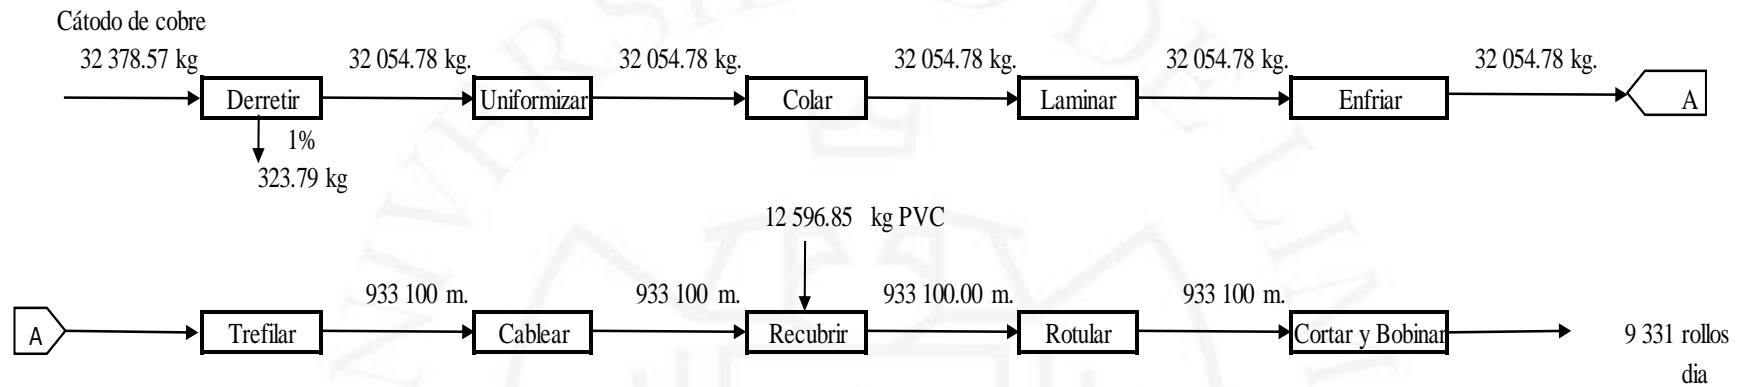 Cátodo de cobre
32 378.57 kg 32 054.78 kg. 32 054.78 kg. 32 054.78 kg. 32 054.78 kg. 32 054.78 kg.
Derretir Uniformizar Colar Laminar Enfriar A
1%
323.79 kg
12 596.85 kg PVC
933 100 m. 933 100 m. 933 100.00 m. 933 100 m.
A Trefilar Cablear Recubrir Rotular Cortar y Bobinar 9 331 rollos
dia